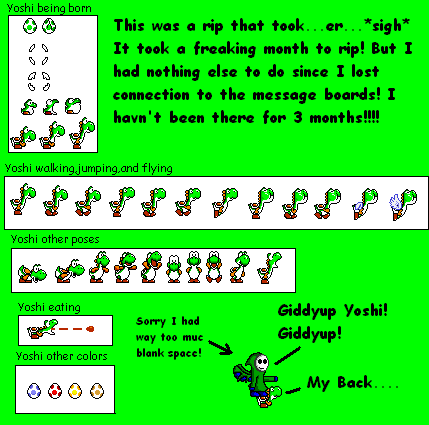 Yoshi being born
This was a rip that took...er...*sigh*
It took a freaking month to rip! But I
had nothing else to do since I lost
connection to the message boards! I
havn't been there for 3 months!!!!
Yoshi walking,jumping,and flying
Yoshi other poses
Yoshi eating
Sorry I had
way too muc
blank space!
Giddyup Yoshi!
Giddyup!
My Back....
Yoshi other colors